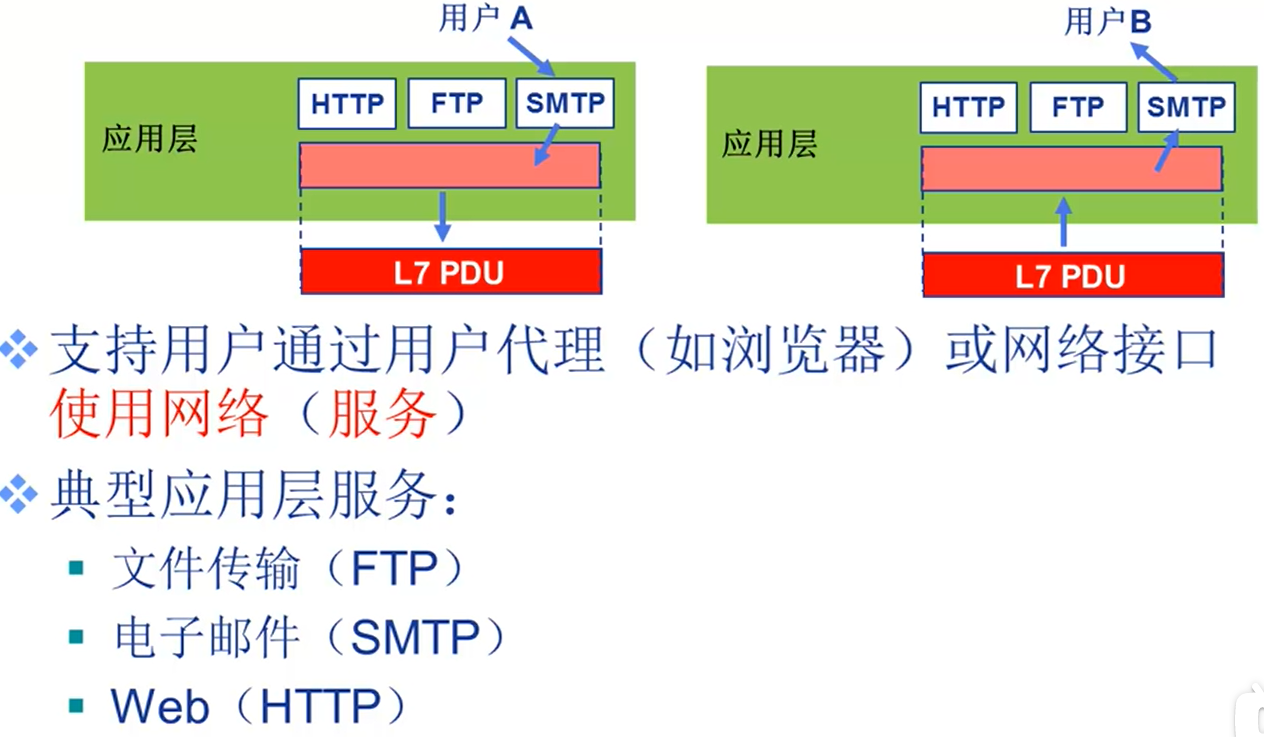 用户 A
用户B
HTTP FTP SMTP
HTTP FTP SMTP
应用层
应用层
L7 PDU
L7 PDU
支持用户通过用户代理（如浏览器）或网络接口
使用网络（服务）
典型应用层服务：
文件传输（FTP）
电子邮件（SMTP）
Web（HTTP）